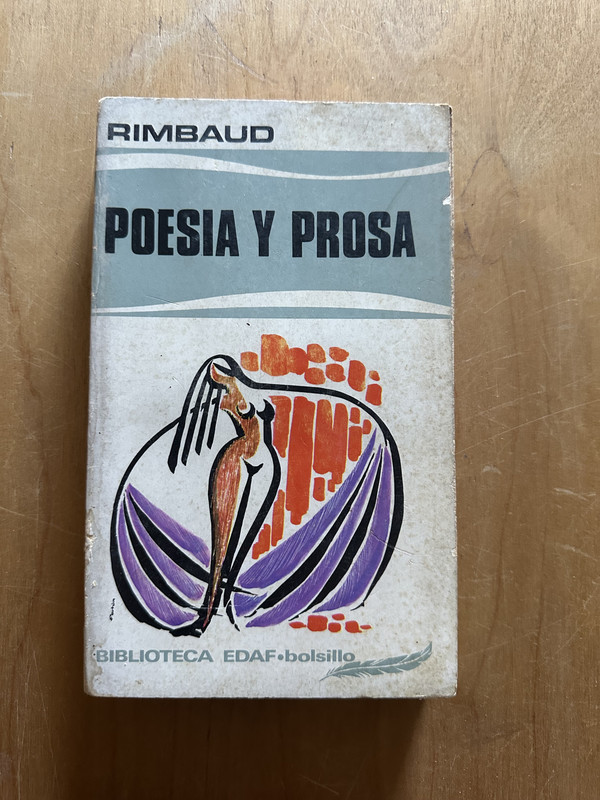 RIMBAUD
POESIA Y PROSA
BIBLIOTECA EDAF•bolsillo